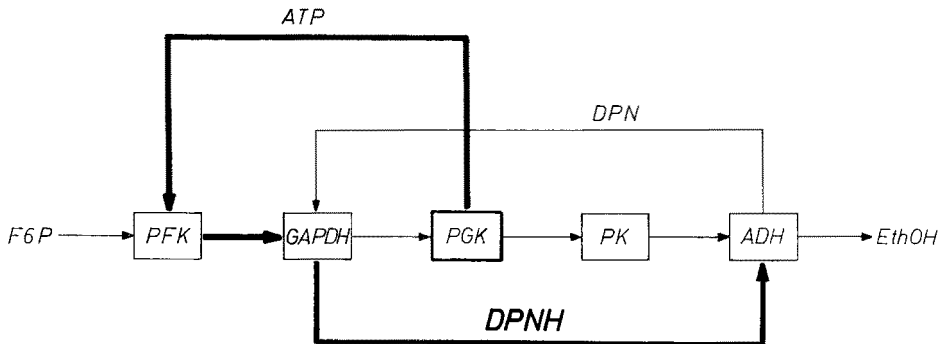 ATP
DPN
F6P PFK GAPDH PGK PK ADH EthOH
DPNH